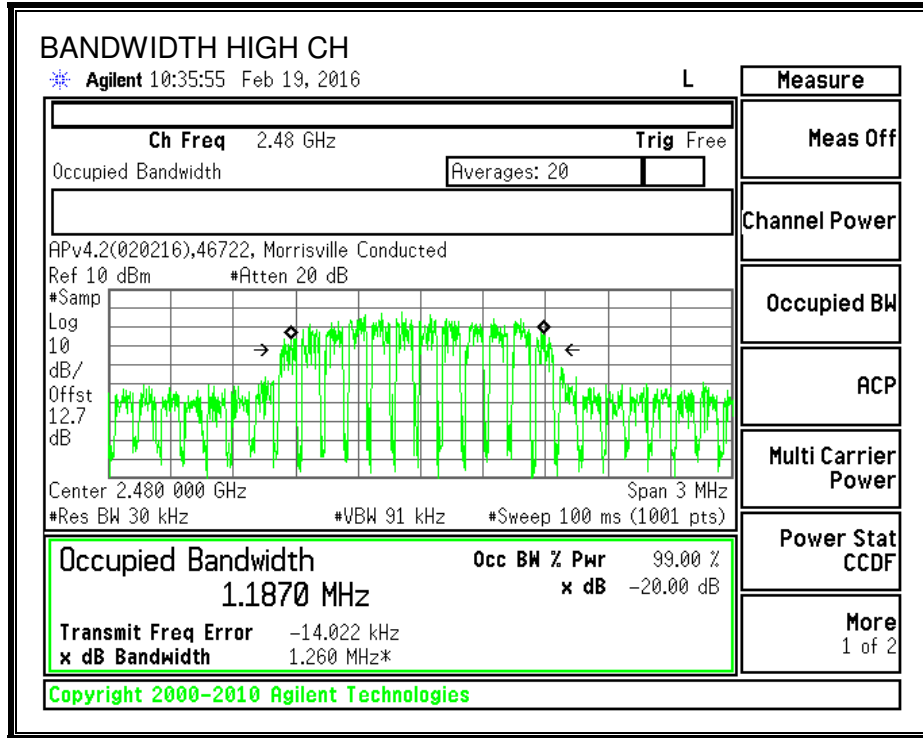 BANDWIDTH HIGH CH
Agilent 10:35:55 Feb 19, 2016 L
Measure
Ch Freq 2.48 GHz Trig Free
Meas Off
Occupied Bandwidth Averages: 20
Channel Power
APv4.2(020216),46722, Morrisville Conducted
Ref 10 dBm #Atten 20 dB
#Samp
Log
10
dB/
Offst
12.7
dB
Occupied BW
ACP
Multi Carrier
Power
Center 2.480 000 GHz Span 3 MHz
#Res BW 30 kHz #VBW 91 kHz #Sweep 100 ms (1001 pts)
Power Stat
CCDF
Occupied Bandwidth Occ BW % Pwr 99.00 %
1.1870 MHz x dB -20.00 dB
Transmit Freq Error -14.022 kHz
x dB Bandwidth 1.260 MHz*
More
1 of 2
Copyright 2000-2010 Agilent Technologies